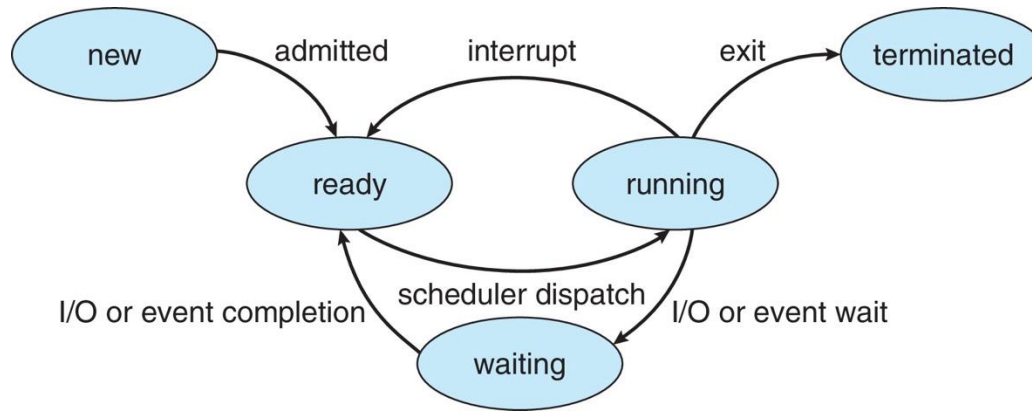 new
admitted
interrupt
exit
terminated
ready
running
scheduler dispatch
I/O or event completion
I/O or event wait
waiting